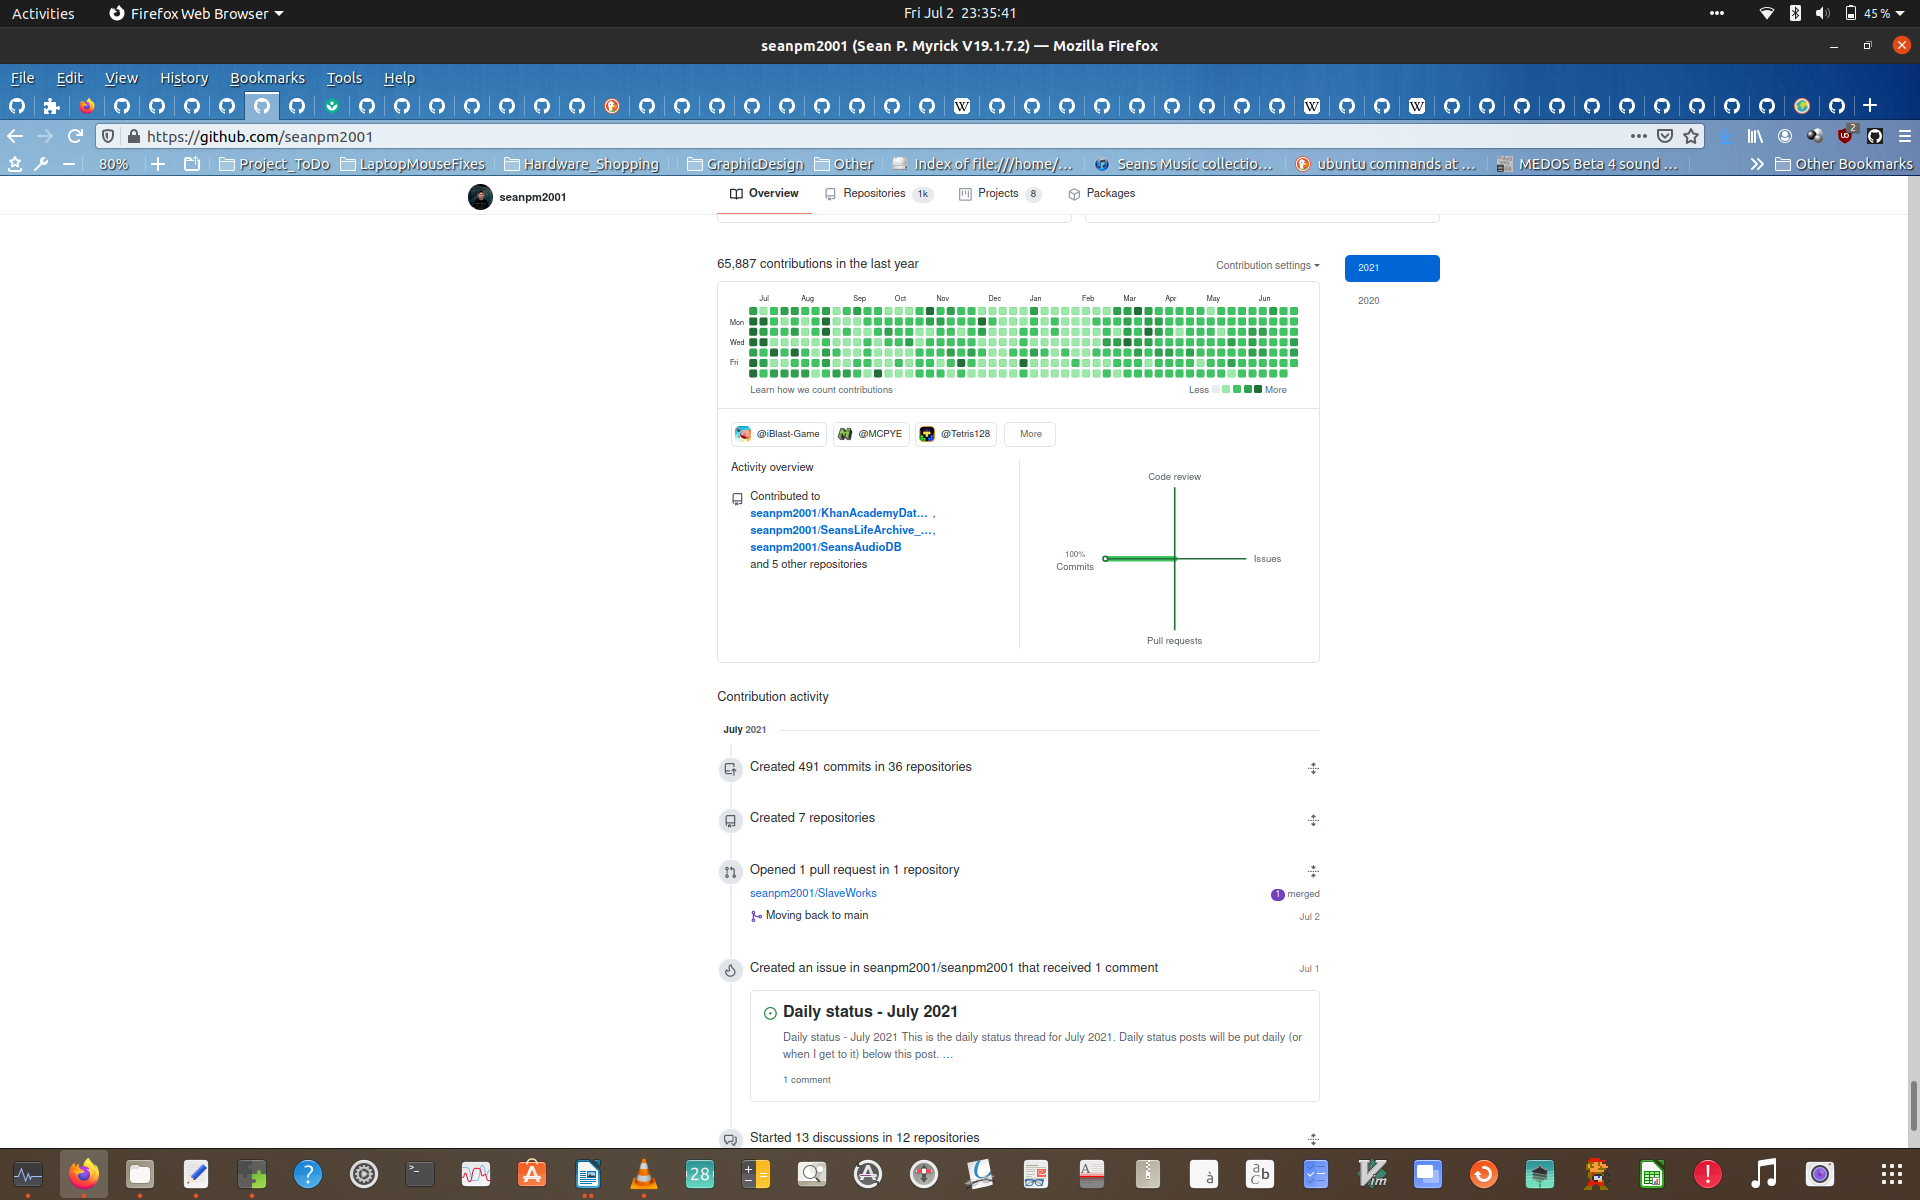 Activities
Firefox Web Browser
Fri Jul 2 23:35:41
45 %
seanpm2001 (Sean P. Myrick V19.1.7.2) — Mozilla Firefox
File Edit View History Bookmarks Tools Help
https://github.com/seanpm2001
2
80%
Project_ToDo
LaptopMouseFixes
Hardware_Shopping
GraphicDesign
Other
Index of file:///home/...
Seans Music collectio...
ubuntu commands at ...
MEDOS Beta 4 sound ...
Other Bookmarks
seanpm2001
Overview
Repositories 1k
Projects 8
Packages
65,887 contributions in the last year
Contribution settings
2021
2020
Jul Aug Sep Oct Nov Dec Jan Feb Mar Apr May Jun
Mon
Wed
Fri
Learn how we count contributions
Less More
@iBlast-Game
@MCPYE
@Tetris128
More
Activity overview
Contributed to
seanpm2001/KhanAcademyDat... ,
seanpm2001/SeansLifeArchive_...,
seanpm2001/SeansAudioDB
and 5 other repositories
Code review
100%
Commits
Issues
Pull requests
Contribution activity
July 2021
Created 491 commits in 36 repositories
Created 7 repositories
Opened 1 pull request in 1 repository
seanpm2001/SlaveWorks
1 merged
Moving back to main
Jul 2
Created an issue in seanpm2001/seanpm2001 that received 1 comment
Jul 1
Daily status - July 2021
Daily status - July 2021 This is the daily status thread for July 2021. Daily status posts will be put daily (or
when I get to it) below this post. …
1 comment
Started 13 discussions in 12 repositories
28